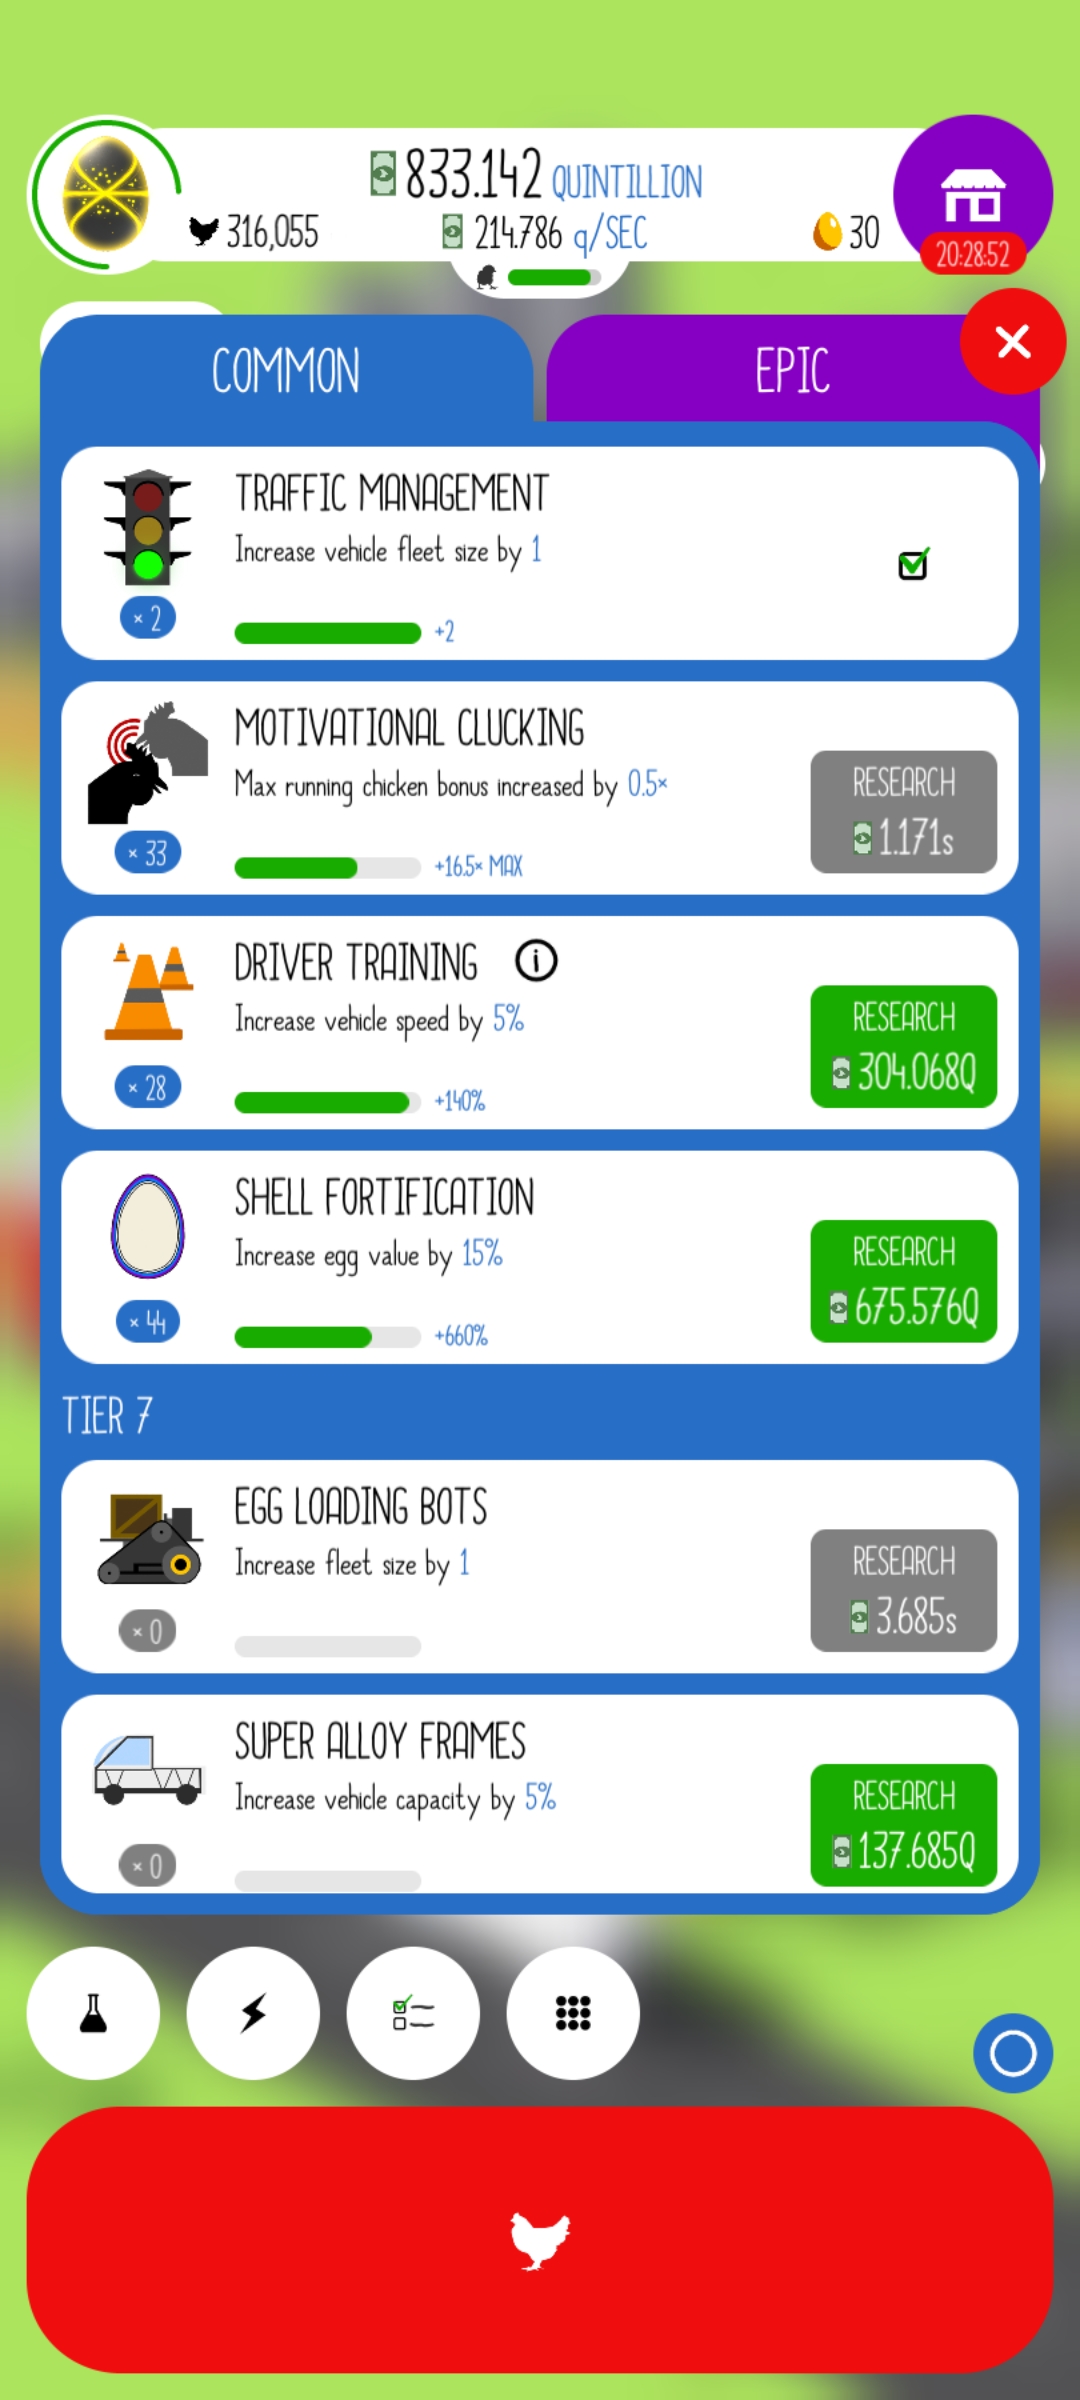 833.142 QUINTILLION
316,055
214.786 q/SEC
30
20:28:52
COMMON
EPIC
TRAFFIC MANAGEMENT
Increase vehicle fleet size by 1
× 2
+2
MOTIVATIONAL CLUCKING
Max running chicken bonus increased by 0.5×
RESEARCH
1.171s
× 33
+16.5× MAX
DRIVER TRAINING
i
Increase vehicle speed by 5%
RESEARCH
304.068Q
× 28
+140%
SHELL FORTIFICATION
Increase egg value by 15%
RESEARCH
675.576Q
× 44
+660%
TIER 7
EGG LOADING BOTS
Increase fleet size by 1
RESEARCH
3.685s
× 0
SUPER ALLOY FRAMES
Increase vehicle capacity by 5%
RESEARCH
137.685Q
× 0